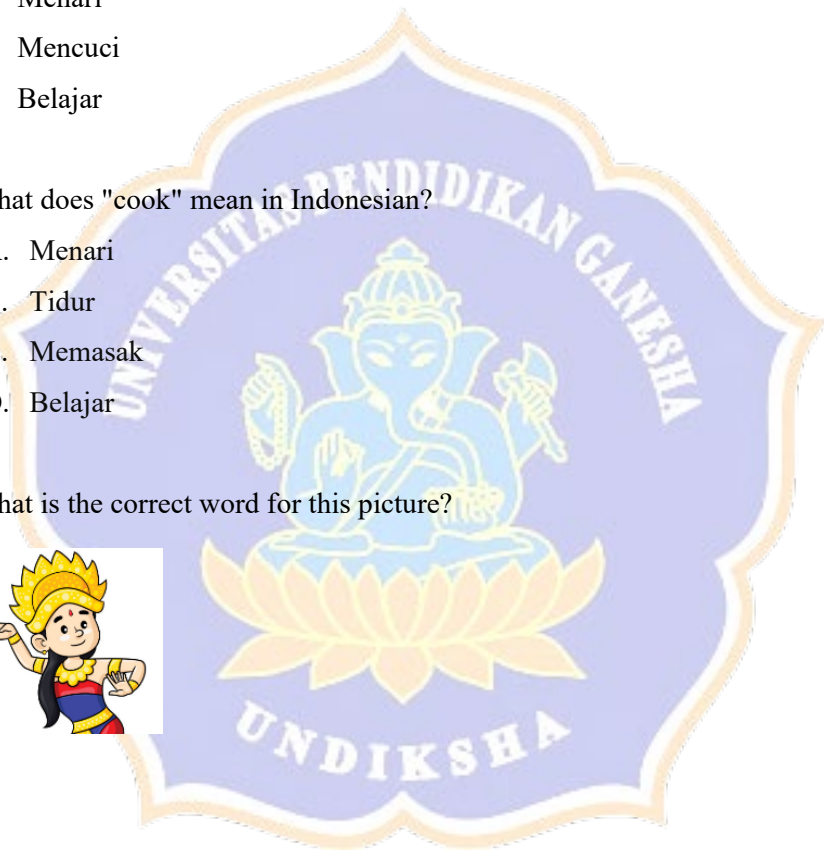 Menari
Mencuci
Belajar
hat does "cook" mean in Indonesian?
. Menari
. Tidur
. Memasak
. Belajar
hat is the correct word for this picture?
UNIVERSITAS PENDIDIKAN GANESHA
UNDIKSHA